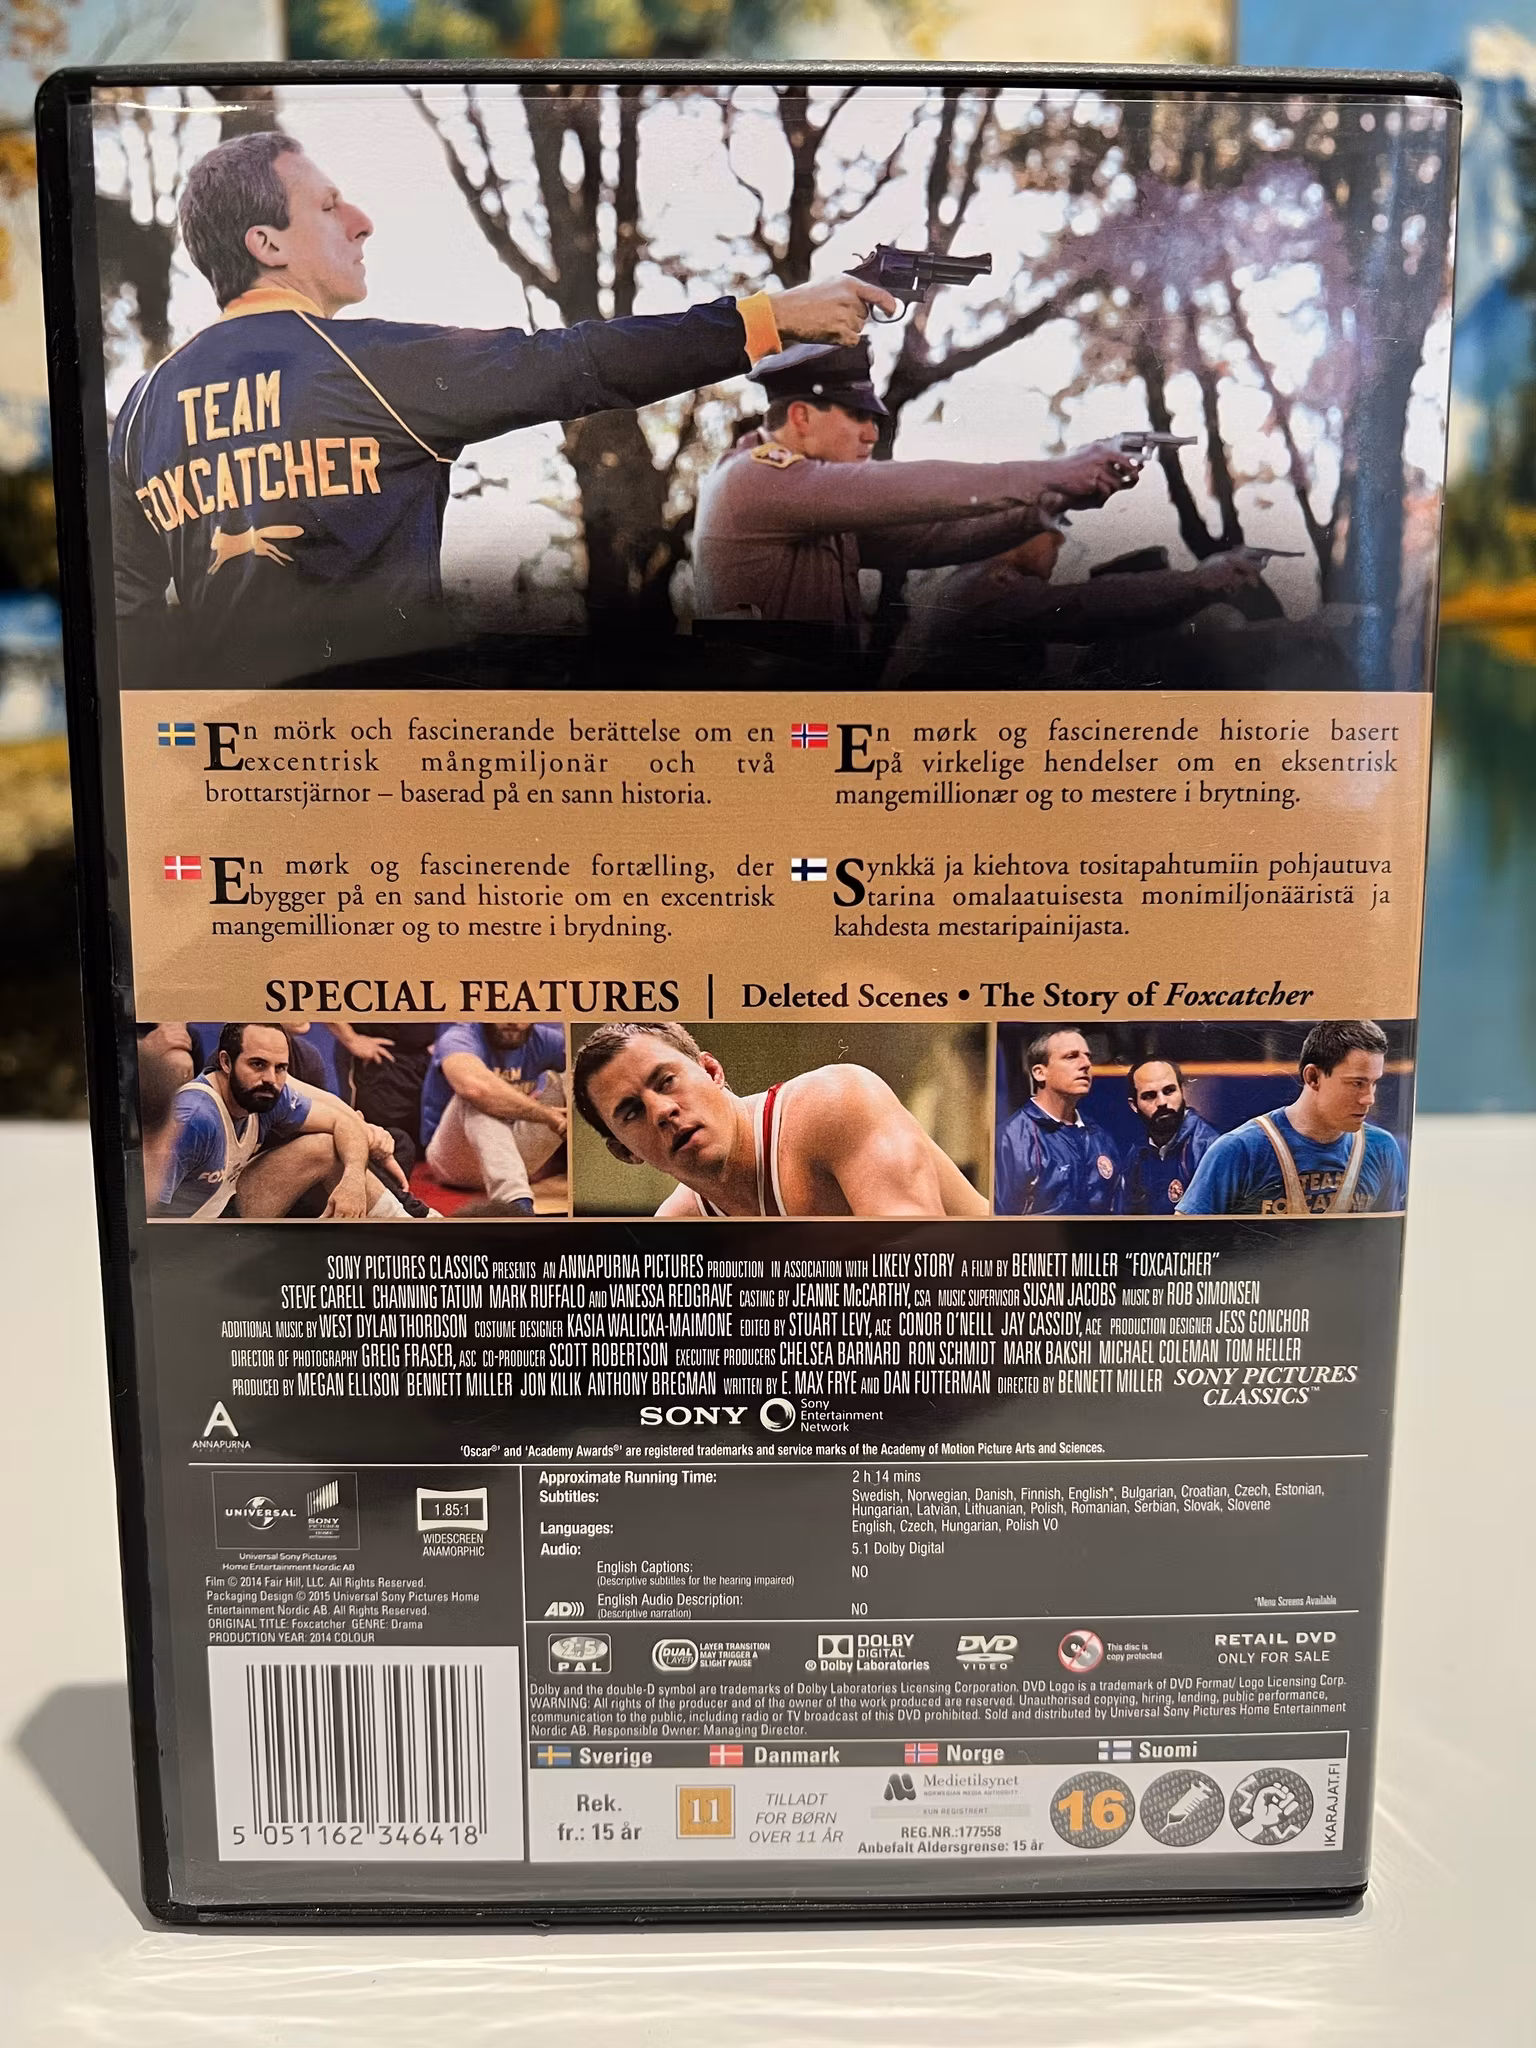 TEAM
FOXCATCHER
En mörk och fascinerande berättelse om en
excentrisk mångmiljonär och två
brottarstjärnor – baserad på en sann historia.
En mørk og fascinerende historie basert
på virkelige hendelser om en eksentrisk
mangemillionær og to mestere i brytning.
En mørk og fascinerende fortælling, der
bygger på en sand historie om en excentrisk
mangemillionær og to mestre i brydning.
Synkkä ja kiehtova tositapahtumiin pohjautuva
tarina omalaatuisesta monimiljonääristä ja
kahdesta mestaripainijasta.
SPECIAL FEATURES | Deleted Scenes • The Story of Foxcatcher
TEAM
SONY PICTURES CLASSICS PRESENTS AN ANNAPURNA PICTURES PRODUCTION IN ASSOCIATION WITH LIKELY STORY A FILM BY BENNETT MILLER "FOXCATCHER"
STEVE CARELL CHANNING TATUM MARK RUFFALO AND VANESSA REDGRAVE CASTING BY JEANNE McCARTHY, CSA MUSIC SUPERVISOR SUSAN JACOBS MUSIC BY ROB SIMONSEN
ADDITIONAL MUSIC BY WEST DYLAN THORDSON COSTUME DESIGNER KASIA WALICKA-MAIMONE EDITED BY STUART LEVY, ACE CONOR O'NEILL JAY CASSIDY, ACE PRODUCTION DESIGNER JESS GONCHOR
DIRECTOR OF PHOTOGRAPHY GREIG FRASER, ASC CO-PRODUCER SCOTT ROBERTSON EXECUTIVE PRODUCERS CHELSEA BARNARD RON SCHMIDT MARK BAKSHI MICHAEL COLEMAN TOM HELLER
PRODUCED BY MEGAN ELLISON BENNETT MILLER JON KILIK ANTHONY BREGMAN WRITTEN BY E. MAX FRYE AND DAN FUTTERMAN DIRECTED BY BENNETT MILLER SONY PICTURES
CLASSICS™
A
ANNAPURNA
PICTURES
SONY
Sony
Entertainment
Network
'Oscar®' and 'Academy Awards®' are registered trademarks and service marks of the Academy of Motion Picture Arts and Sciences.
UNIVERSAL
SONY
PICTURES
HOME
ENTERTAINMENT
Universal Sony Pictures
Home Entertainment Nordic AB
1.85:1
WIDESCREEN
ANAMORPHIC
Film © 2014 Fair Hill, LLC. All Rights Reserved.
Packaging Design © 2015 Universal Sony Pictures Home
Entertainment Nordic AB. All Rights Reserved.
ORIGINAL TITLE: Foxcatcher GENRE: Drama
PRODUCTION YEAR: 2014 COLOUR
5 051162 346418
Approximate Running Time: 2 h 14 mins
Subtitles: Swedish, Norwegian, Danish, Finnish, English*, Bulgarian, Croatian, Czech, Estonian,
Hungarian, Latvian, Lithuanian, Polish, Romanian, Serbian, Slovak, Slovene
Languages: English, Czech, Hungarian, Polish VO
Audio: 5.1 Dolby Digital
English Captions: NO
(Descriptive subtitles for the hearing impaired)
AD))) English Audio Description: NO
(Descriptive narration)
*Menu Screens Available
2,5
PAL
DUAL
LAYER
LAYER TRANSITION
MAY TRIGGER A
SLIGHT PAUSE
DOLBY
DIGITAL
® Dolby Laboratories
DVD
VIDEO
This disc is
copy protected
RETAIL DVD
ONLY FOR SALE
Dolby and the double-D symbol are trademarks of Dolby Laboratories Licensing Corporation. DVD Logo is a trademark of DVD Format/ Logo Licensing Corp.
WARNING: All rights of the producer and of the owner of the work produced are reserved. Unauthorised copying, hiring, lending, public performance,
communication to the public, including radio or TV broadcast of this DVD prohibited. Sold and distributed by Universal Sony Pictures Home Entertainment
Nordic AB. Responsible Owner: Managing Director.
Sverige Danmark Norge Suomi
Rek.
fr.: 15 år
11
TILLADT
FOR BØRN
OVER 11 ÅR
Medietilsynet
NORWEGIAN MEDIA AUTHORITY
KUN REGISTRERT
REG.NR.:177558
Anbefalt Aldersgrense: 15 år
16
IKARAJAT.FI